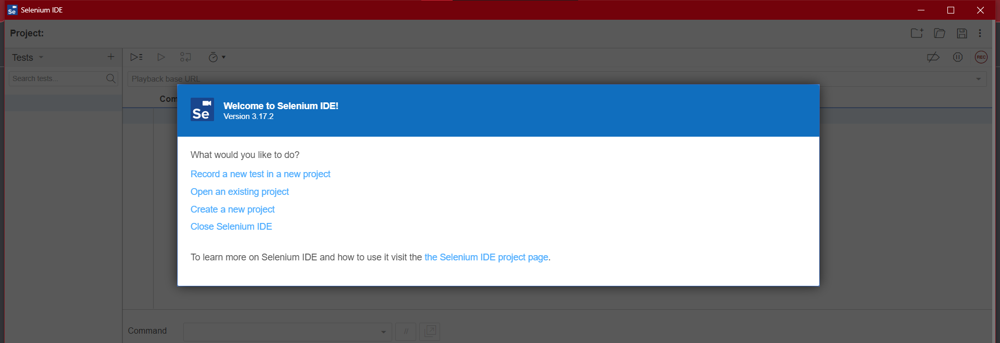 Se Selenium IDE
Project:
Tests
Search tests...
Playback base URL
REC
Com
Se
Welcome to Selenium IDE!
Version 3.17.2
What would you like to do?
Record a new test in a new project
Open an existing project
Create a new project
Close Selenium IDE
To learn more on Selenium IDE and how to use it visit the the Selenium IDE project page.
Command //